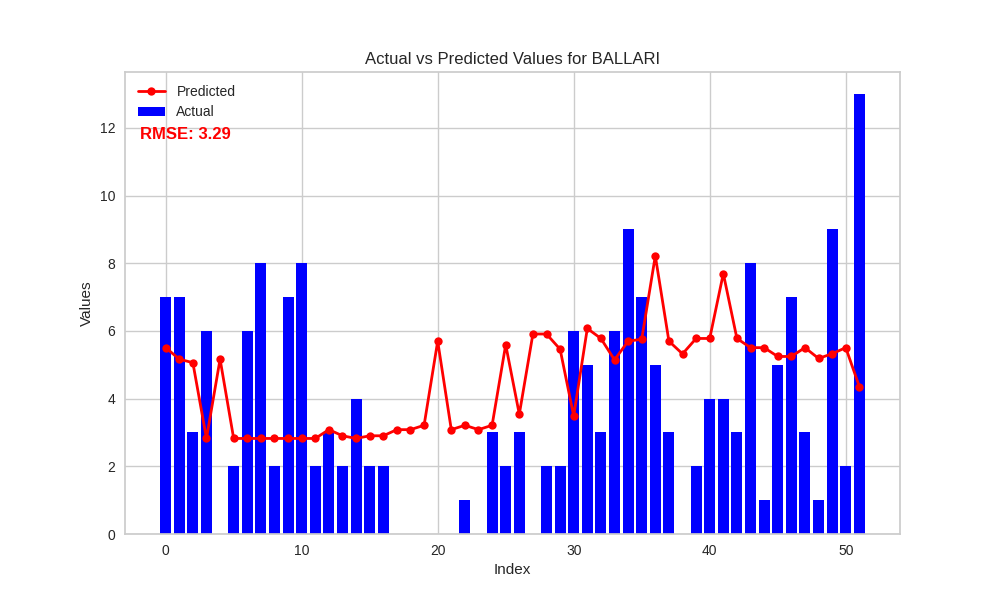 Actual vs Predicted Values for BALLARI
Predicted
Actual
RMSE: 3.29
Values
12
10
8
6
4
2
0
0 10 20 30 40 50
Index